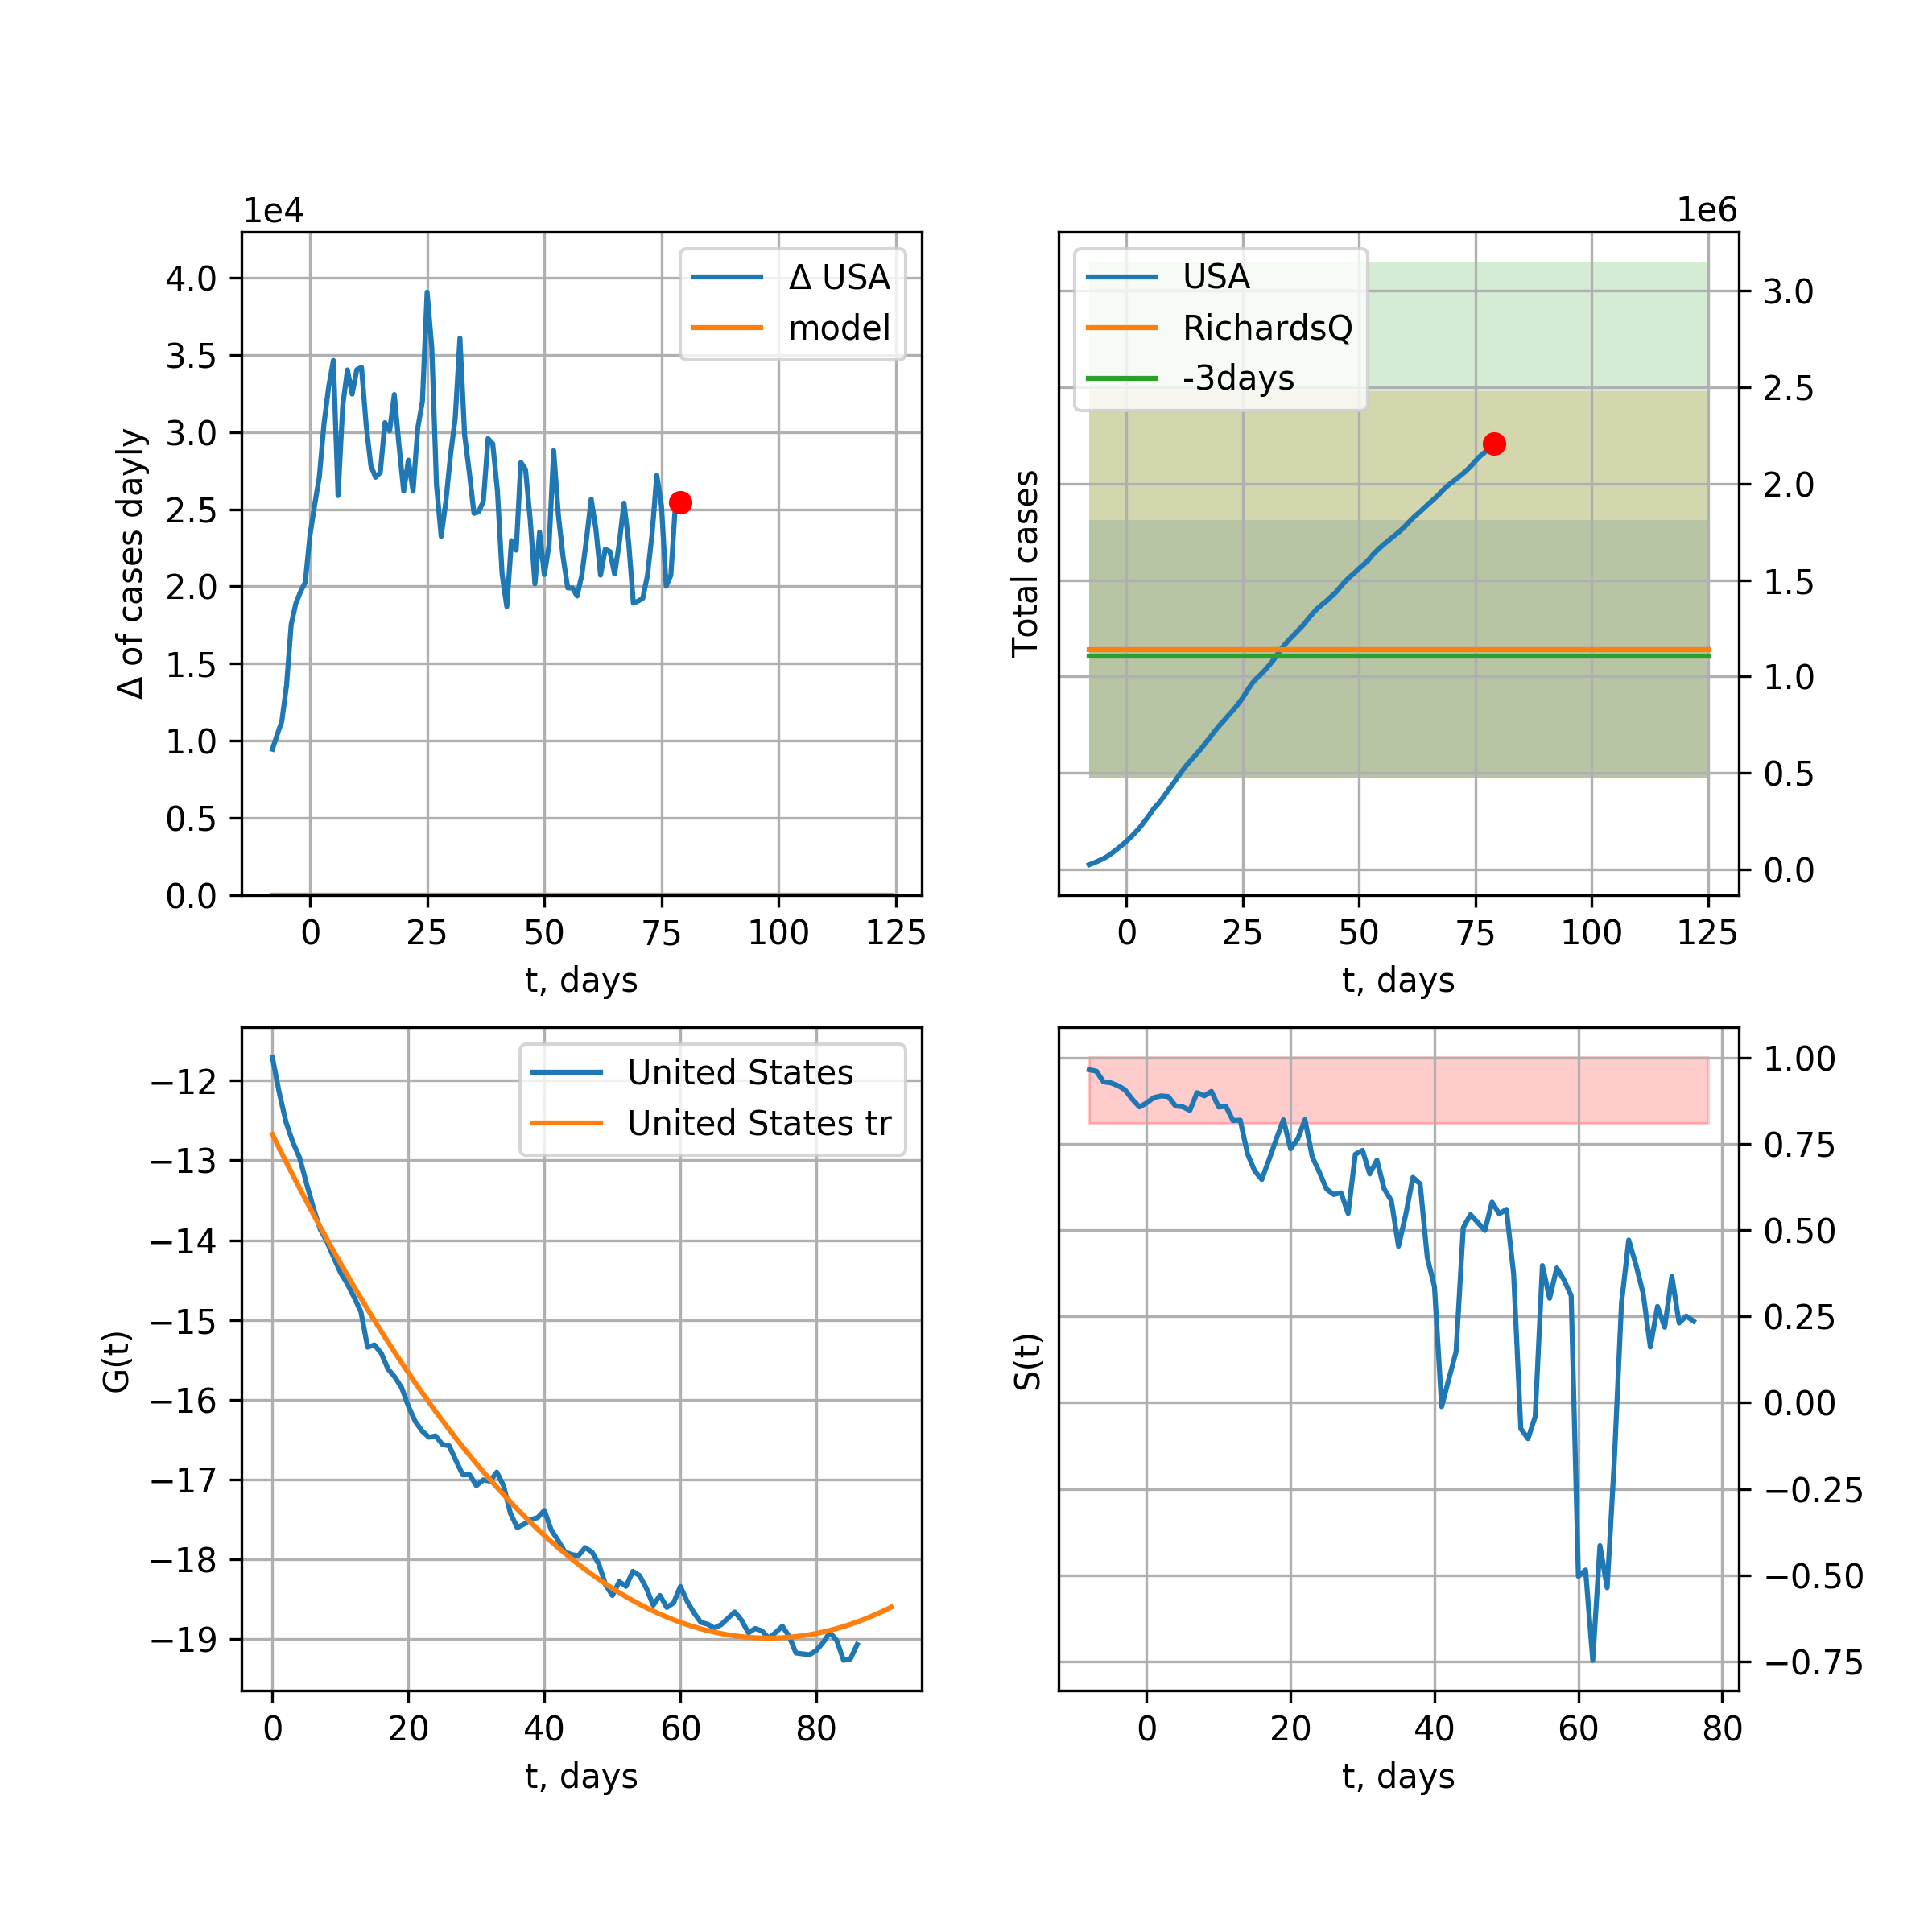 1e4
4.0
3.5
3.0
2.5
2.0
1.5
1.0
0.5
0.0
Δ of cases dayly
Δ USA
model
0 25 50 75 100 125
t, days
1e6
USA
RichardsQ
-3days
3.0
2.5
2.0
1.5
1.0
0.5
0.0
Total cases
0 25 50 75 100 125
t, days
−12
−13
−14
−15
−16
−17
−18
−19
G(t)
United States
United States tr
0 20 40 60 80
t, days
S(t)
1.00
0.75
0.50
0.25
0.00
−0.25
−0.50
−0.75
0 20 40 60 80
t, days